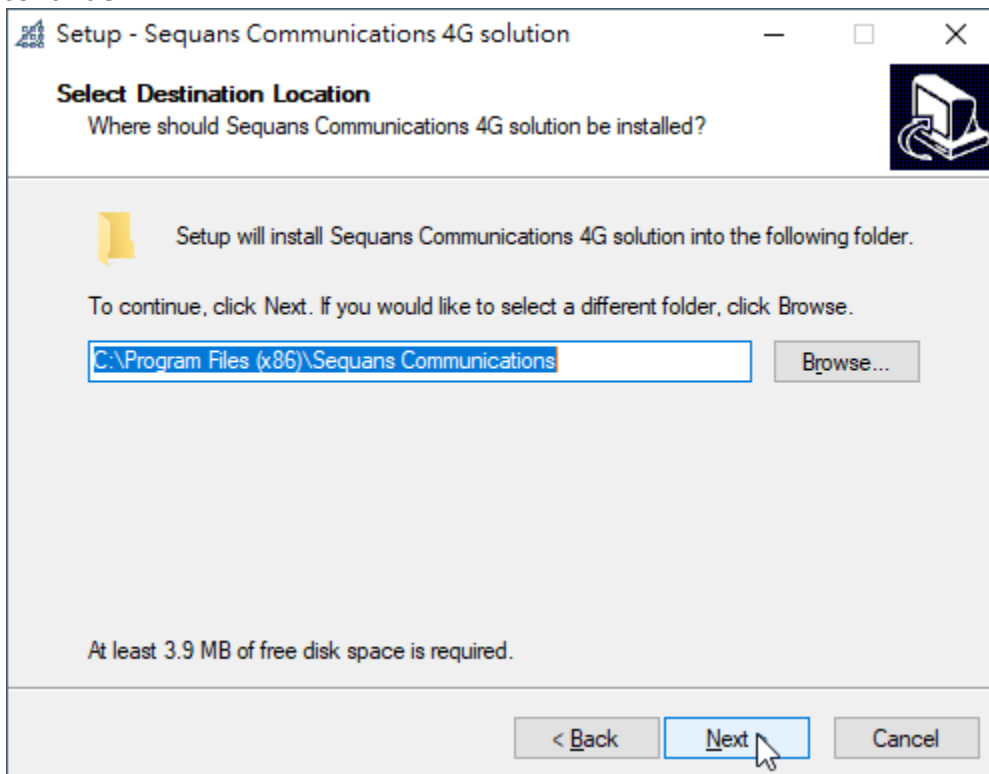 Setup - Sequans Communications 4G solution
Select Destination Location
Where should Sequans Communications 4G solution be installed?
Setup will install Sequans Communications 4G solution into the following folder.
To continue, click Next. If you would like to select a different folder, click Browse.
C:\Program Files (x86)\Sequans Communications
Browse...
At least 3.9 MB of free disk space is required.
< Back
Next
Cancel